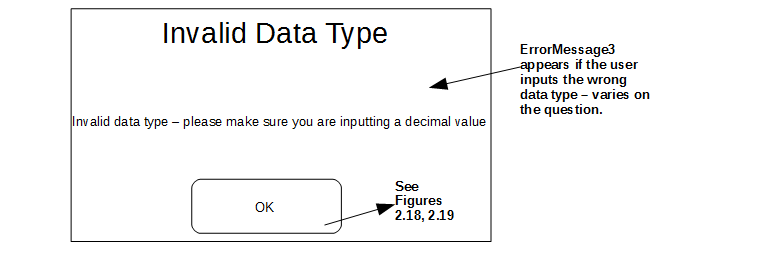 Invalid Data Type
ErrorMessage3
appears if the user
inputs the wrong
data type – varies on
the question.
Invalid data type – please make sure you are inputting a decimal value
OK
See
Figures
2.18, 2.19